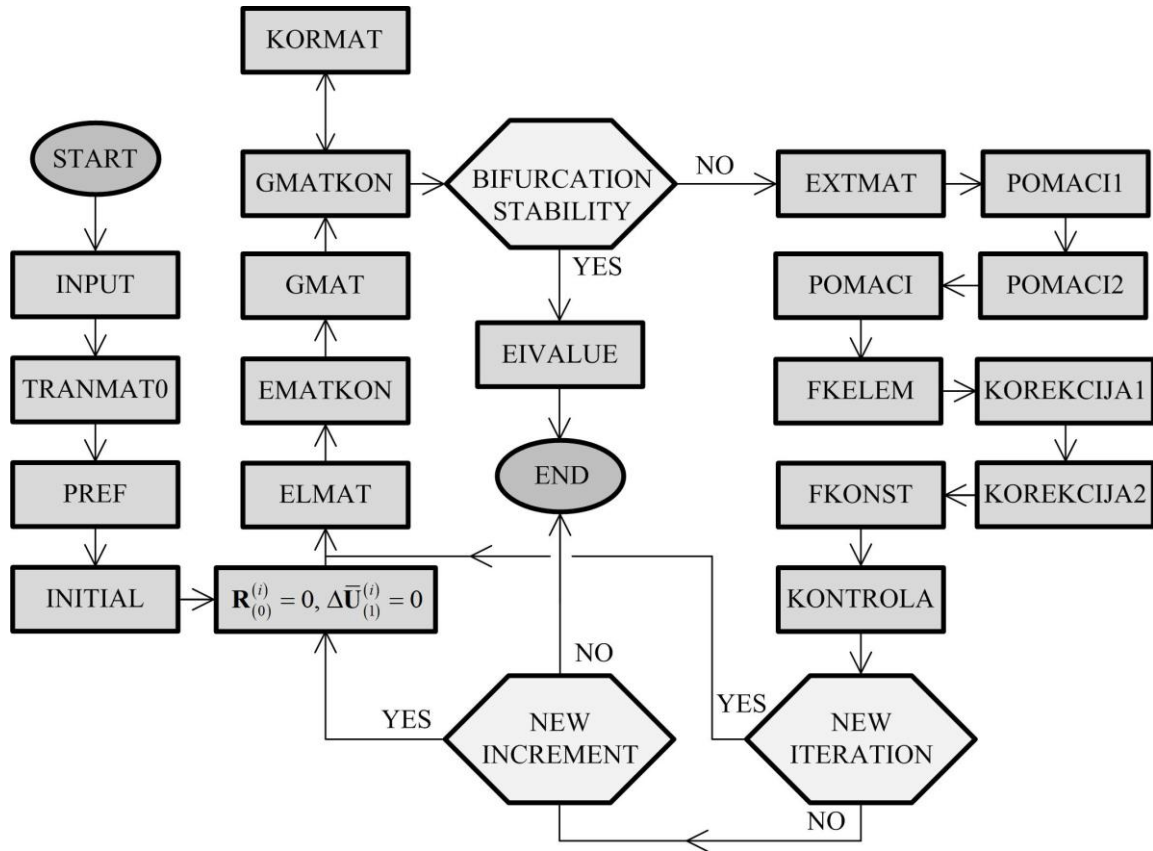 KORMAT
START
GMATKON
BIFURCATION
STABILITY
NO
EXTMAT
POMACI1
INPUT
GMAT
YES
POMACI
POMACI2
TRANMAT0
EMATKON
EIVALUE
FKELEM
KOREKCIJA1
PREF
ELMAT
END
FKONST
KOREKCIJA2
INITIAL
R₍₀₎⁽ⁱ⁾ = 0, ΔU̅₍₁₎⁽ⁱ⁾ = 0
KONTROLA
NO
YES
NEW
INCREMENT
YES
NEW
ITERATION
NO